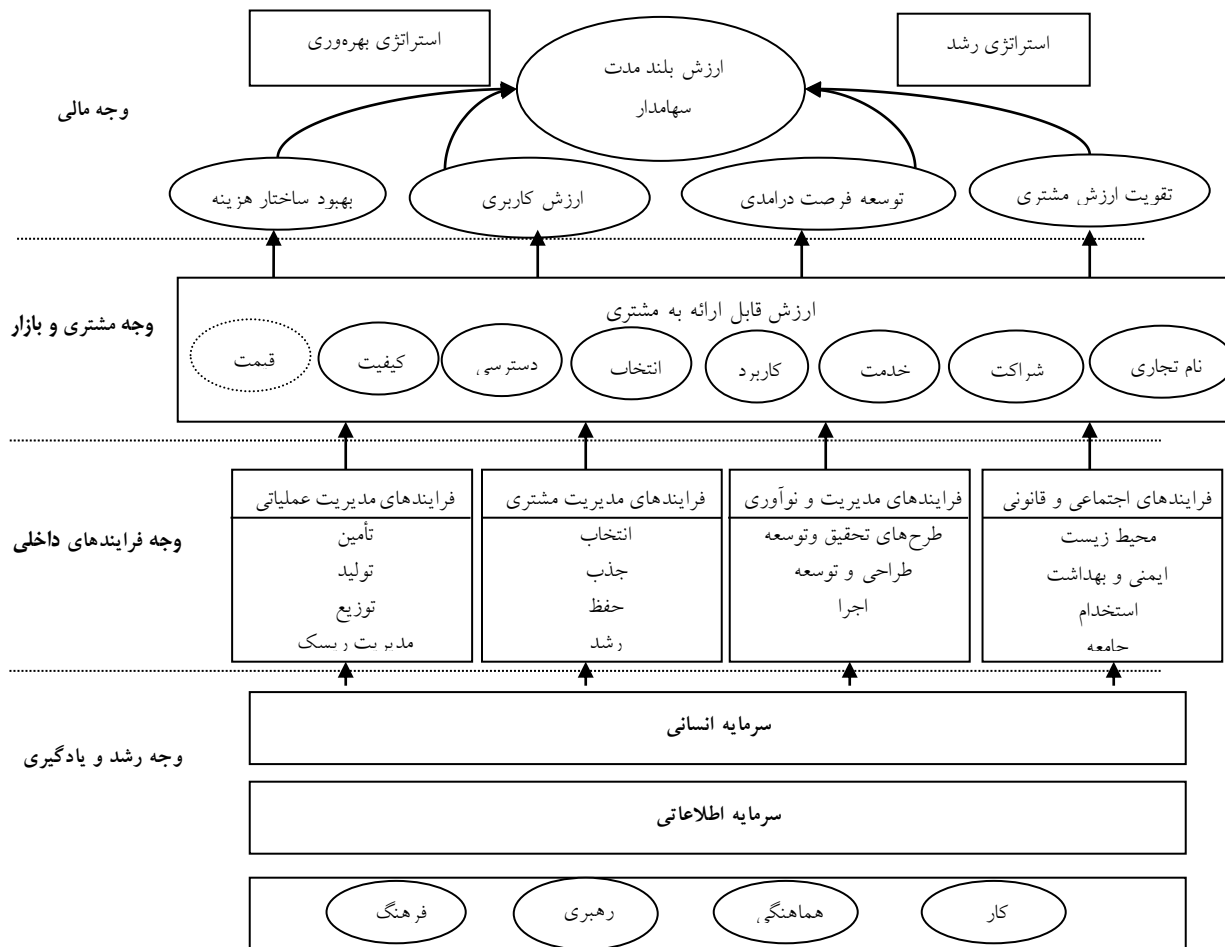 استراتژی رشد
ارزش بلند مدت
سهامدار
استراتژی بهره‌وری
وجه مالی
تقویت ارزش مشتری
توسعه فرصت درامدی
ارزش کاربری
بهبود ساختار هزینه
وجه مشتری و بازار
ارزش قابل ارائه به مشتری
نام تجاری
شراکت
خدمت
کاربرد
انتخاب
دسترسی
کیفیت
قیمت
وجه فرایندهای داخلی
فرایندهای اجتماعی و قانونی
محیط زیست
ایمنی و بهداشت
استخدام
جامعه
فرایندهای مدیریت و نوآوری
طرح‌های تحقیق وتوسعه
طراحی و توسعه
اجرا
فرایندهای مدیریت مشتری
انتخاب
جذب
حفظ
رشد
فرایندهای مدیریت عملیاتی
تأمین
تولید
توزیع
مدیریت ریسک
وجه رشد و یادگیری
سرمایه انسانی
سرمایه اطلاعاتی
کار
هماهنگی
رهبری
فرهنگ